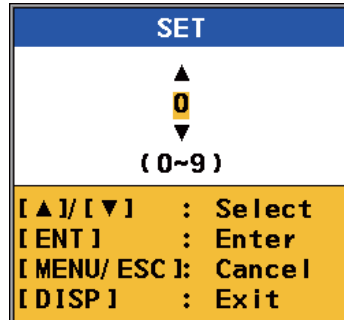 SET
▲
0
▼
(0~9)
[▲]/[▼] : Select
[ENT] : Enter
[MENU/ESC]: Cancel
[DISP] : Exit